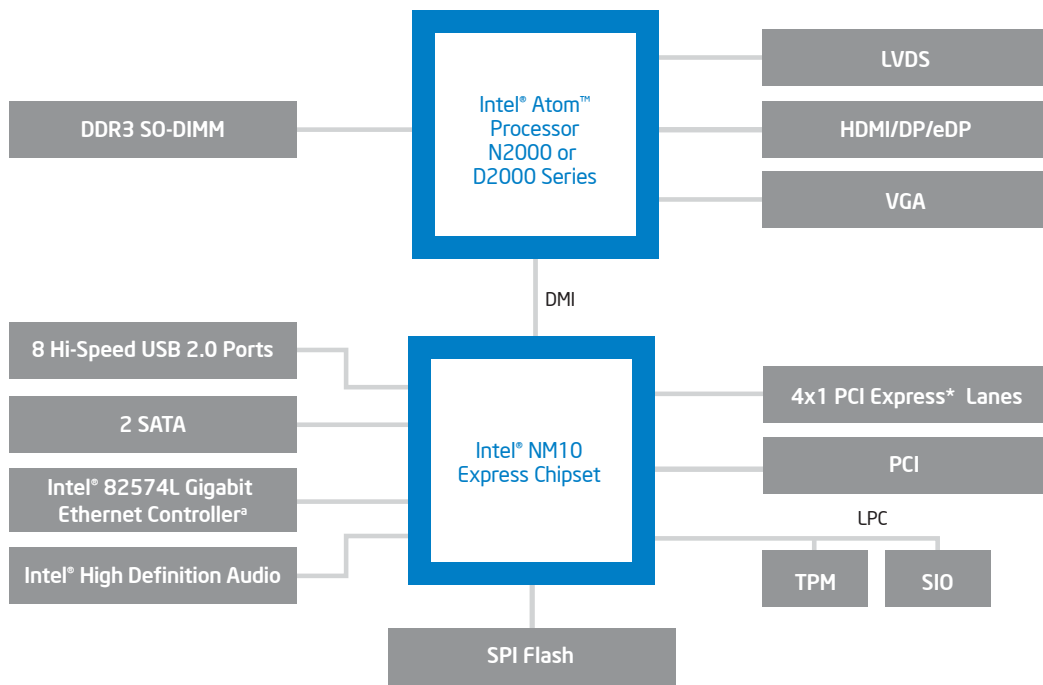 DDR3 SO-DIMM
Intel® Atom™
Processor
N2000 or
D2000 Series
LVDS
HDMI/DP/eDP
VGA
DMI
8 Hi-Speed USB 2.0 Ports
2 SATA
Intel® 82574L Gigabit
Ethernet Controllerª
Intel® High Definition Audio
Intel® NM10
Express Chipset
4x1 PCI Express* Lanes
PCI
LPC
TPM
SIO
SPI Flash